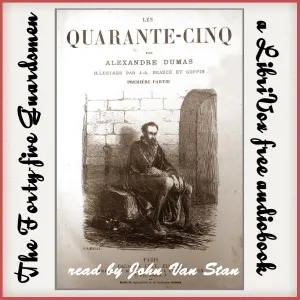 The Forty-five Guardsmen
LES
QUARANTE-CINQ
PAR
ALEXANDRE DUMAS
ILLUSTRÉS PAR J.-A. BEAUCÉ ET COPPIN
PREMIÈRE PARTIE
PARIS
read by John Van Stan
a LibriVox free audiobook